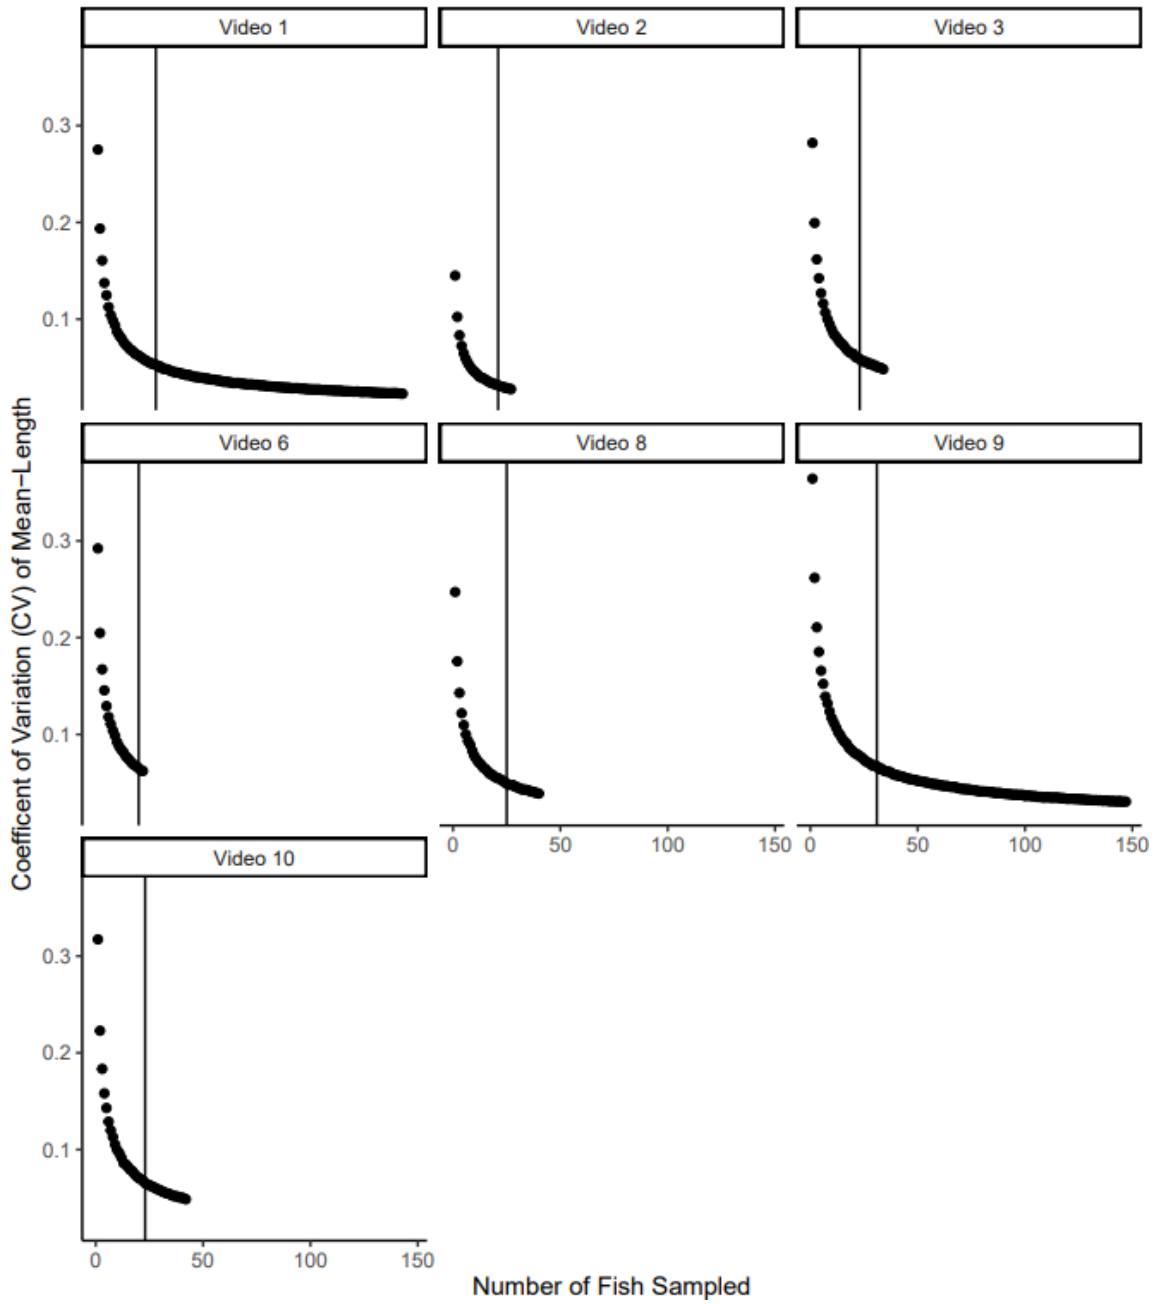 Video 1
Video 2
Video 3
0.3
0.2
0.1
Video 6
Video 8
Video 9
0.3
0.2
0.1
0
50
100
150
0
50
100
150
Video 10
0.3
0.2
0.1
0
50
100
150
Coefficent of Variation (CV) of Mean−Length
Number of Fish Sampled